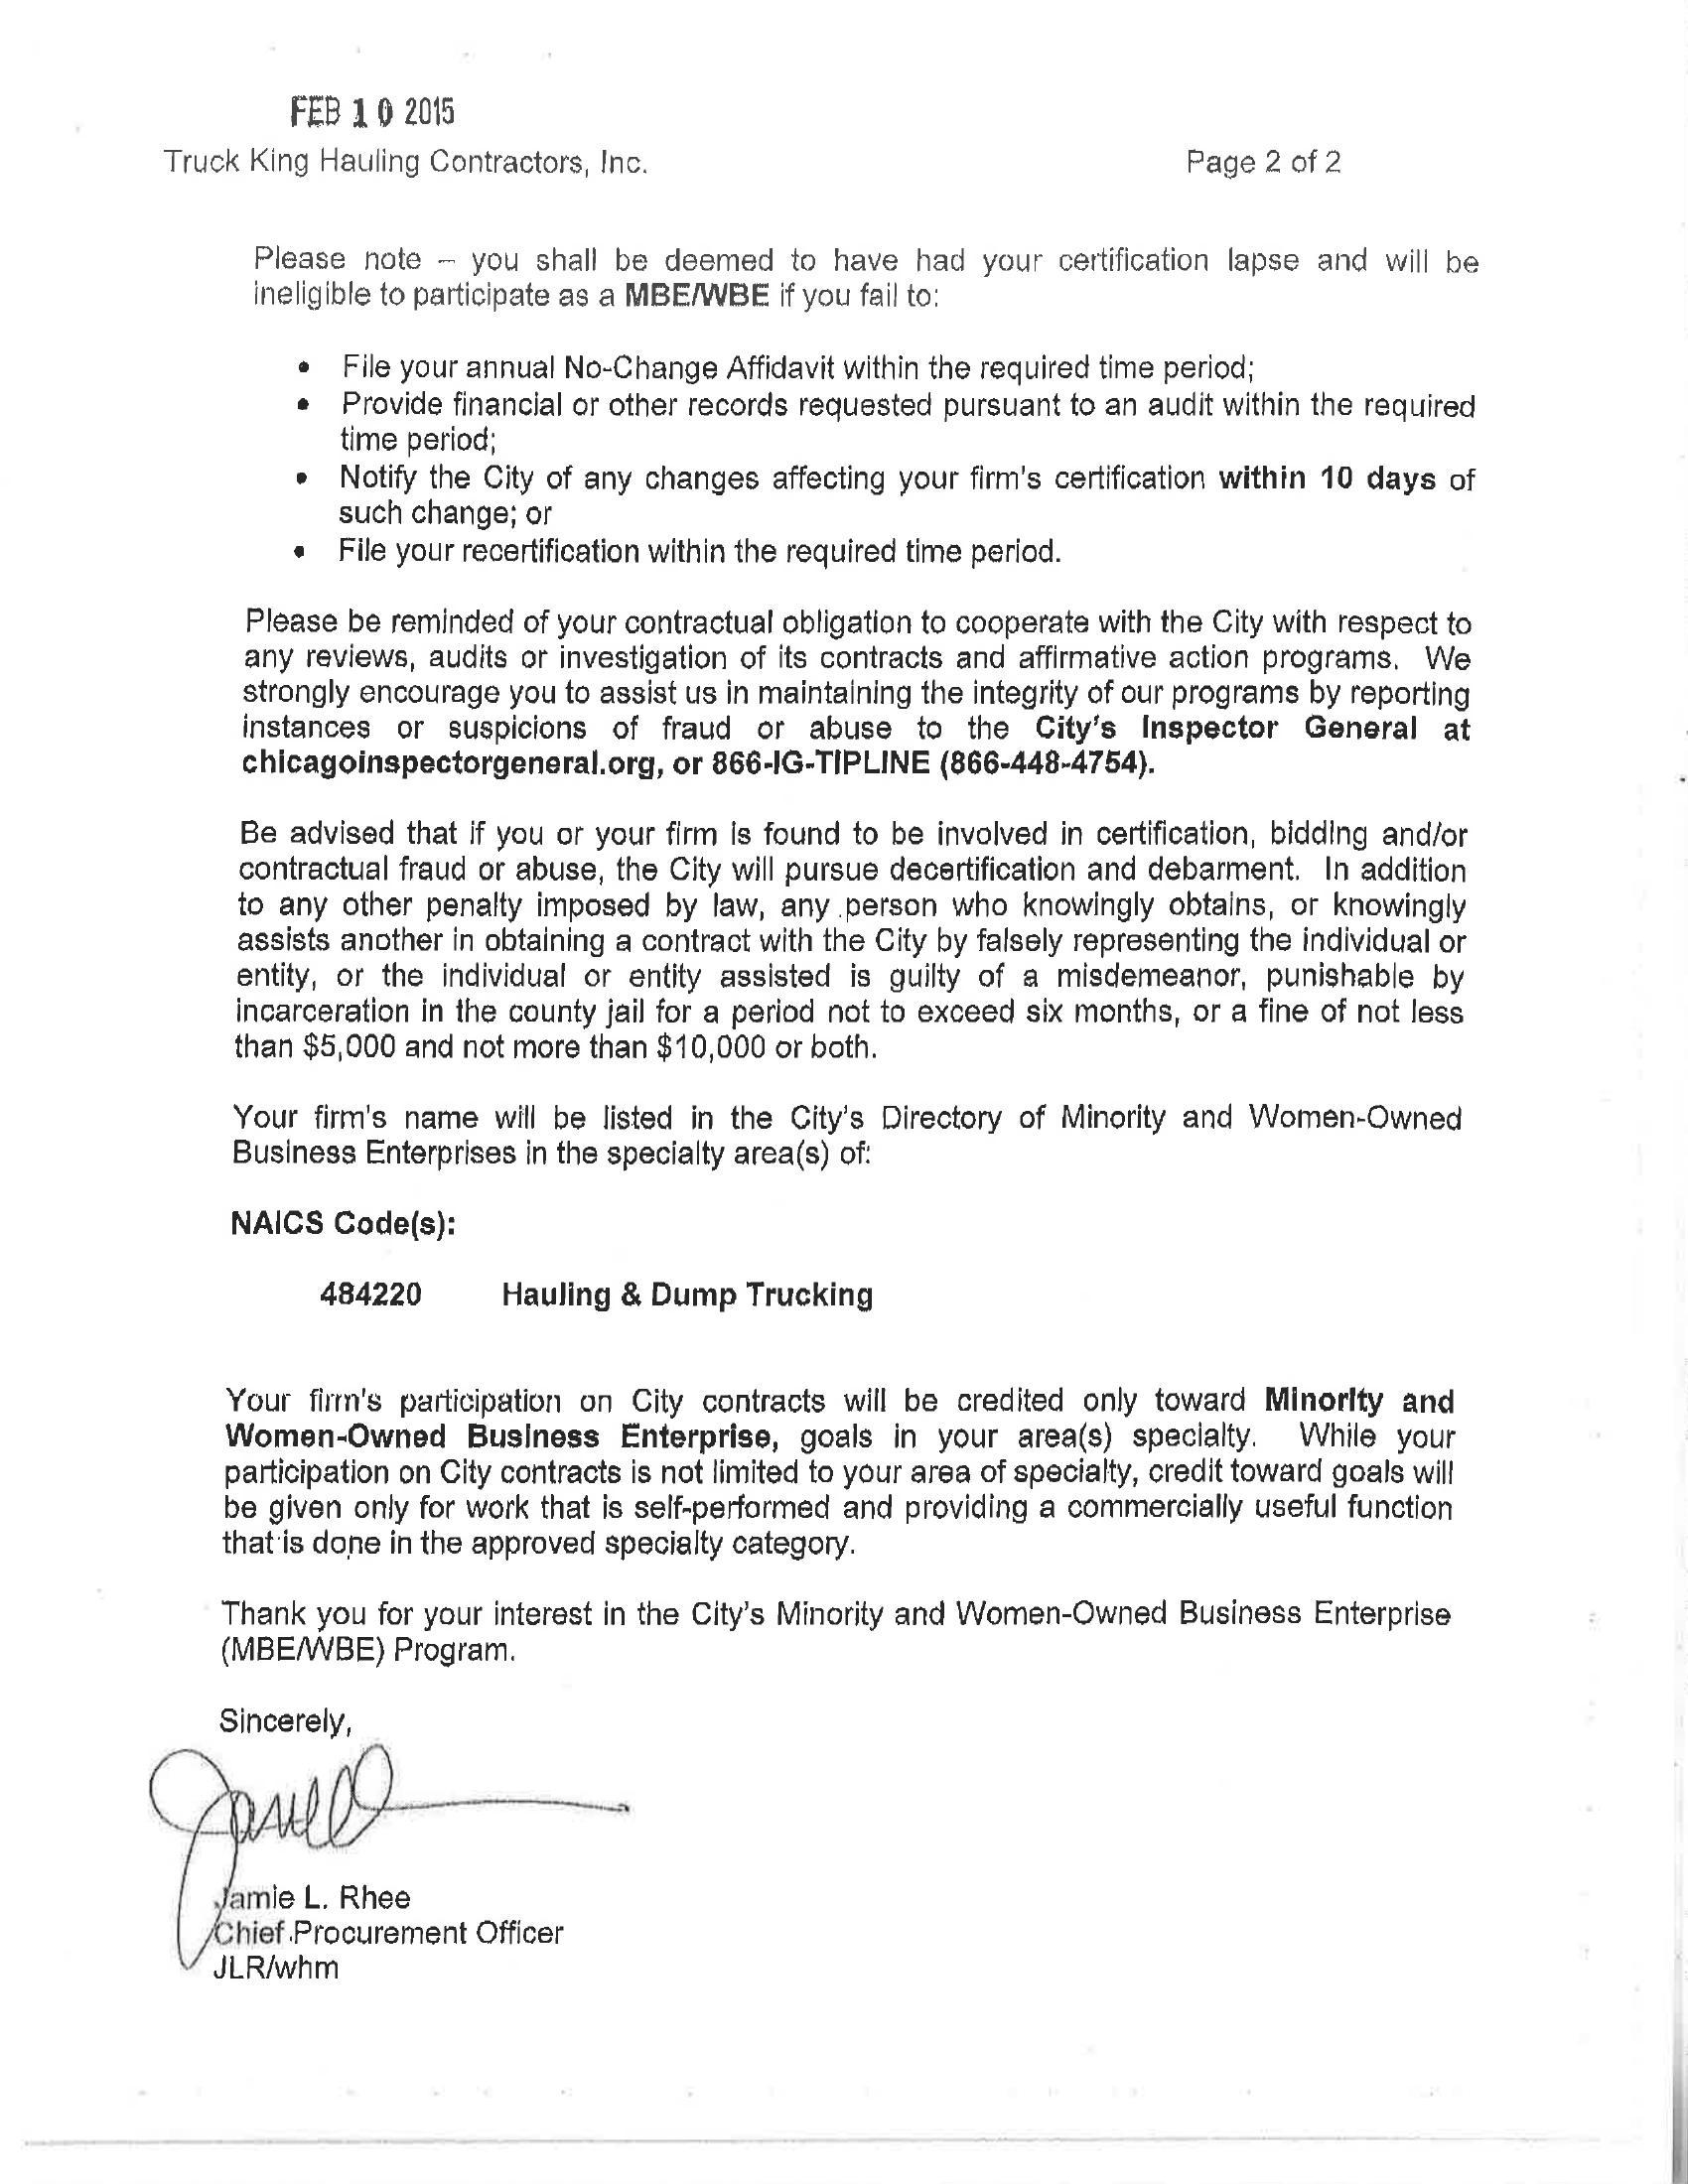 FEB 10 2015
Truck King Hauling Contractors, Inc. Page 2 of 2
Please note – you shall be deemed to have had your certification lapse and will be
ineligible to participate as a MBE/WBE if you fail to:
• File your annual No-Change Affidavit within the required time period;
• Provide financial or other records requested pursuant to an audit within the required
time period;
• Notify the City of any changes affecting your firm's certification within 10 days of
such change; or
• File your recertification within the required time period.
Please be reminded of your contractual obligation to cooperate with the City with respect to
any reviews, audits or investigation of its contracts and affirmative action programs. We
strongly encourage you to assist us in maintaining the integrity of our programs by reporting
instances or suspicions of fraud or abuse to the City's Inspector General at
chicagoinspectorgeneral.org, or 866-IG-TIPLINE (866-448-4754).
Be advised that if you or your firm is found to be involved in certification, bidding and/or
contractual fraud or abuse, the City will pursue decertification and debarment. In addition
to any other penalty imposed by law, any person who knowingly obtains, or knowingly
assists another in obtaining a contract with the City by falsely representing the individual or
entity, or the individual or entity assisted is guilty of a misdemeanor, punishable by
incarceration in the county jail for a period not to exceed six months, or a fine of not less
than $5,000 and not more than $10,000 or both.
Your firm's name will be listed in the City's Directory of Minority and Women-Owned
Business Enterprises in the specialty area(s) of:
NAICS Code(s):
484220 Hauling & Dump Trucking
Your firm's participation on City contracts will be credited only toward Minority and
Women-Owned Business Enterprise, goals in your area(s) specialty. While your
participation on City contracts is not limited to your area of specialty, credit toward goals will
be given only for work that is self-performed and providing a commercially useful function
that is done in the approved specialty category.
Thank you for your interest in the City's Minority and Women-Owned Business Enterprise
(MBE/WBE) Program.
Sincerely,
Jamie L. Rhee
Chief Procurement Officer
JLR/whm